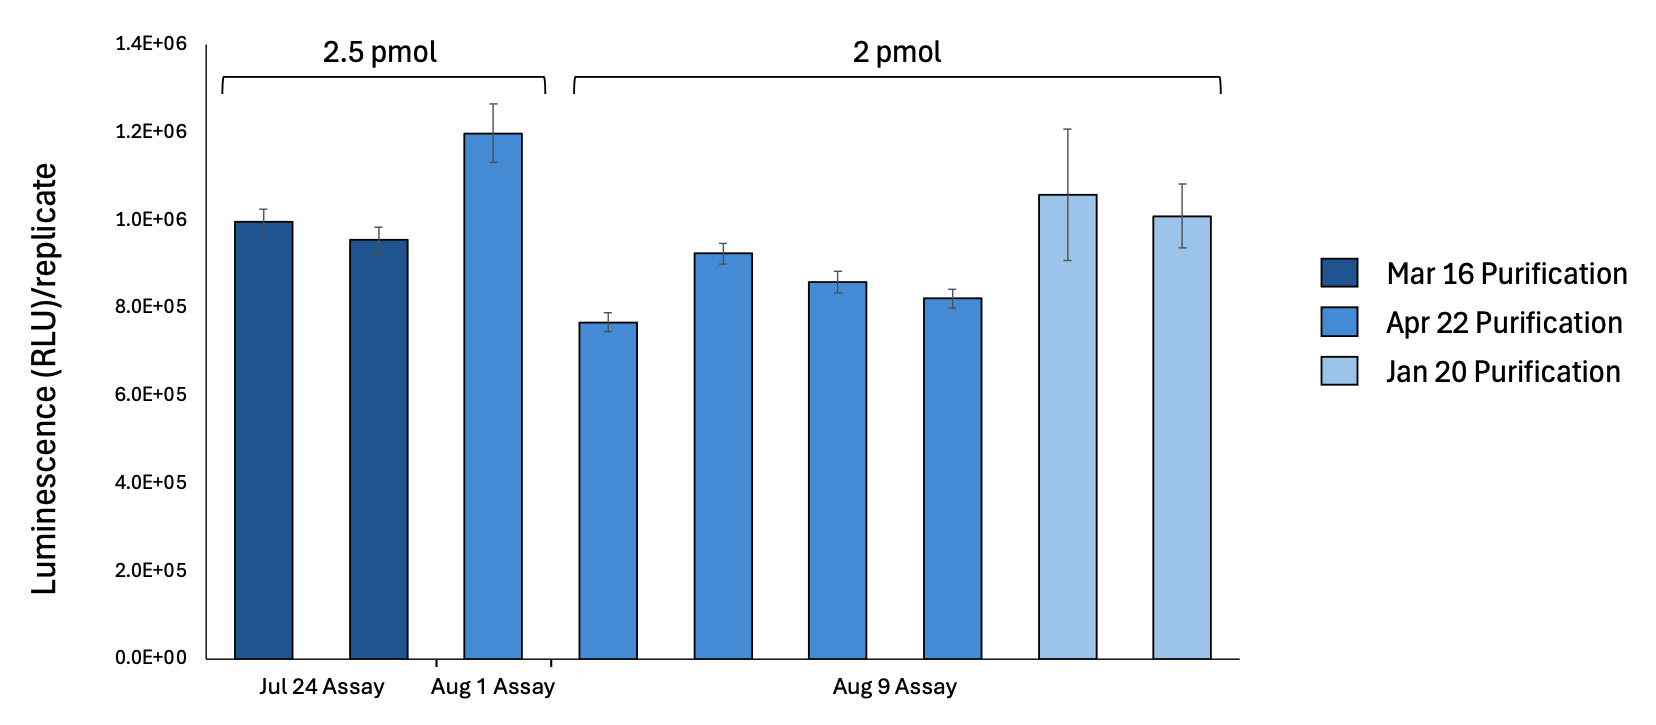 2.5 pmol
2 pmol
1.4E+06
1.2E+06
1.0E+06
8.0E+05
6.0E+05
4.0E+05
2.0E+05
0.0E+00
Luminescence (RLU)/replicate
Jul 24 Assay
Aug 1 Assay
Aug 9 Assay
Mar 16 Purification
Apr 22 Purification
Jan 20 Purification